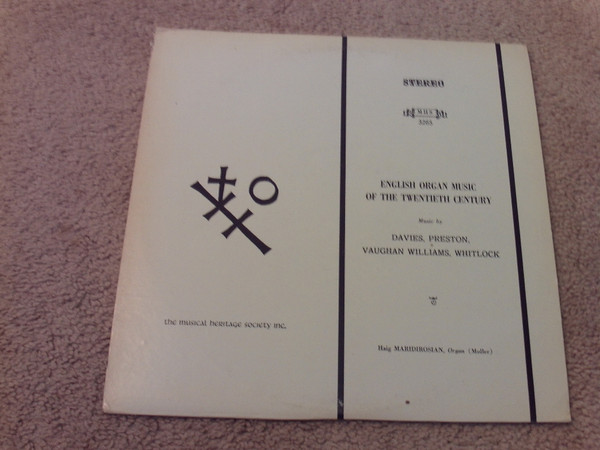 STEREO
MHS
ENGLISH ORGAN MUSIC
OF THE TWENTIETH CENTURY
Music by
DAVIES, PRESTON,
VAUGHAN WILLIAMS, WHITLOCK
the musical heritage society inc.
Haig MARDIROSIAN, Organ (Moller)